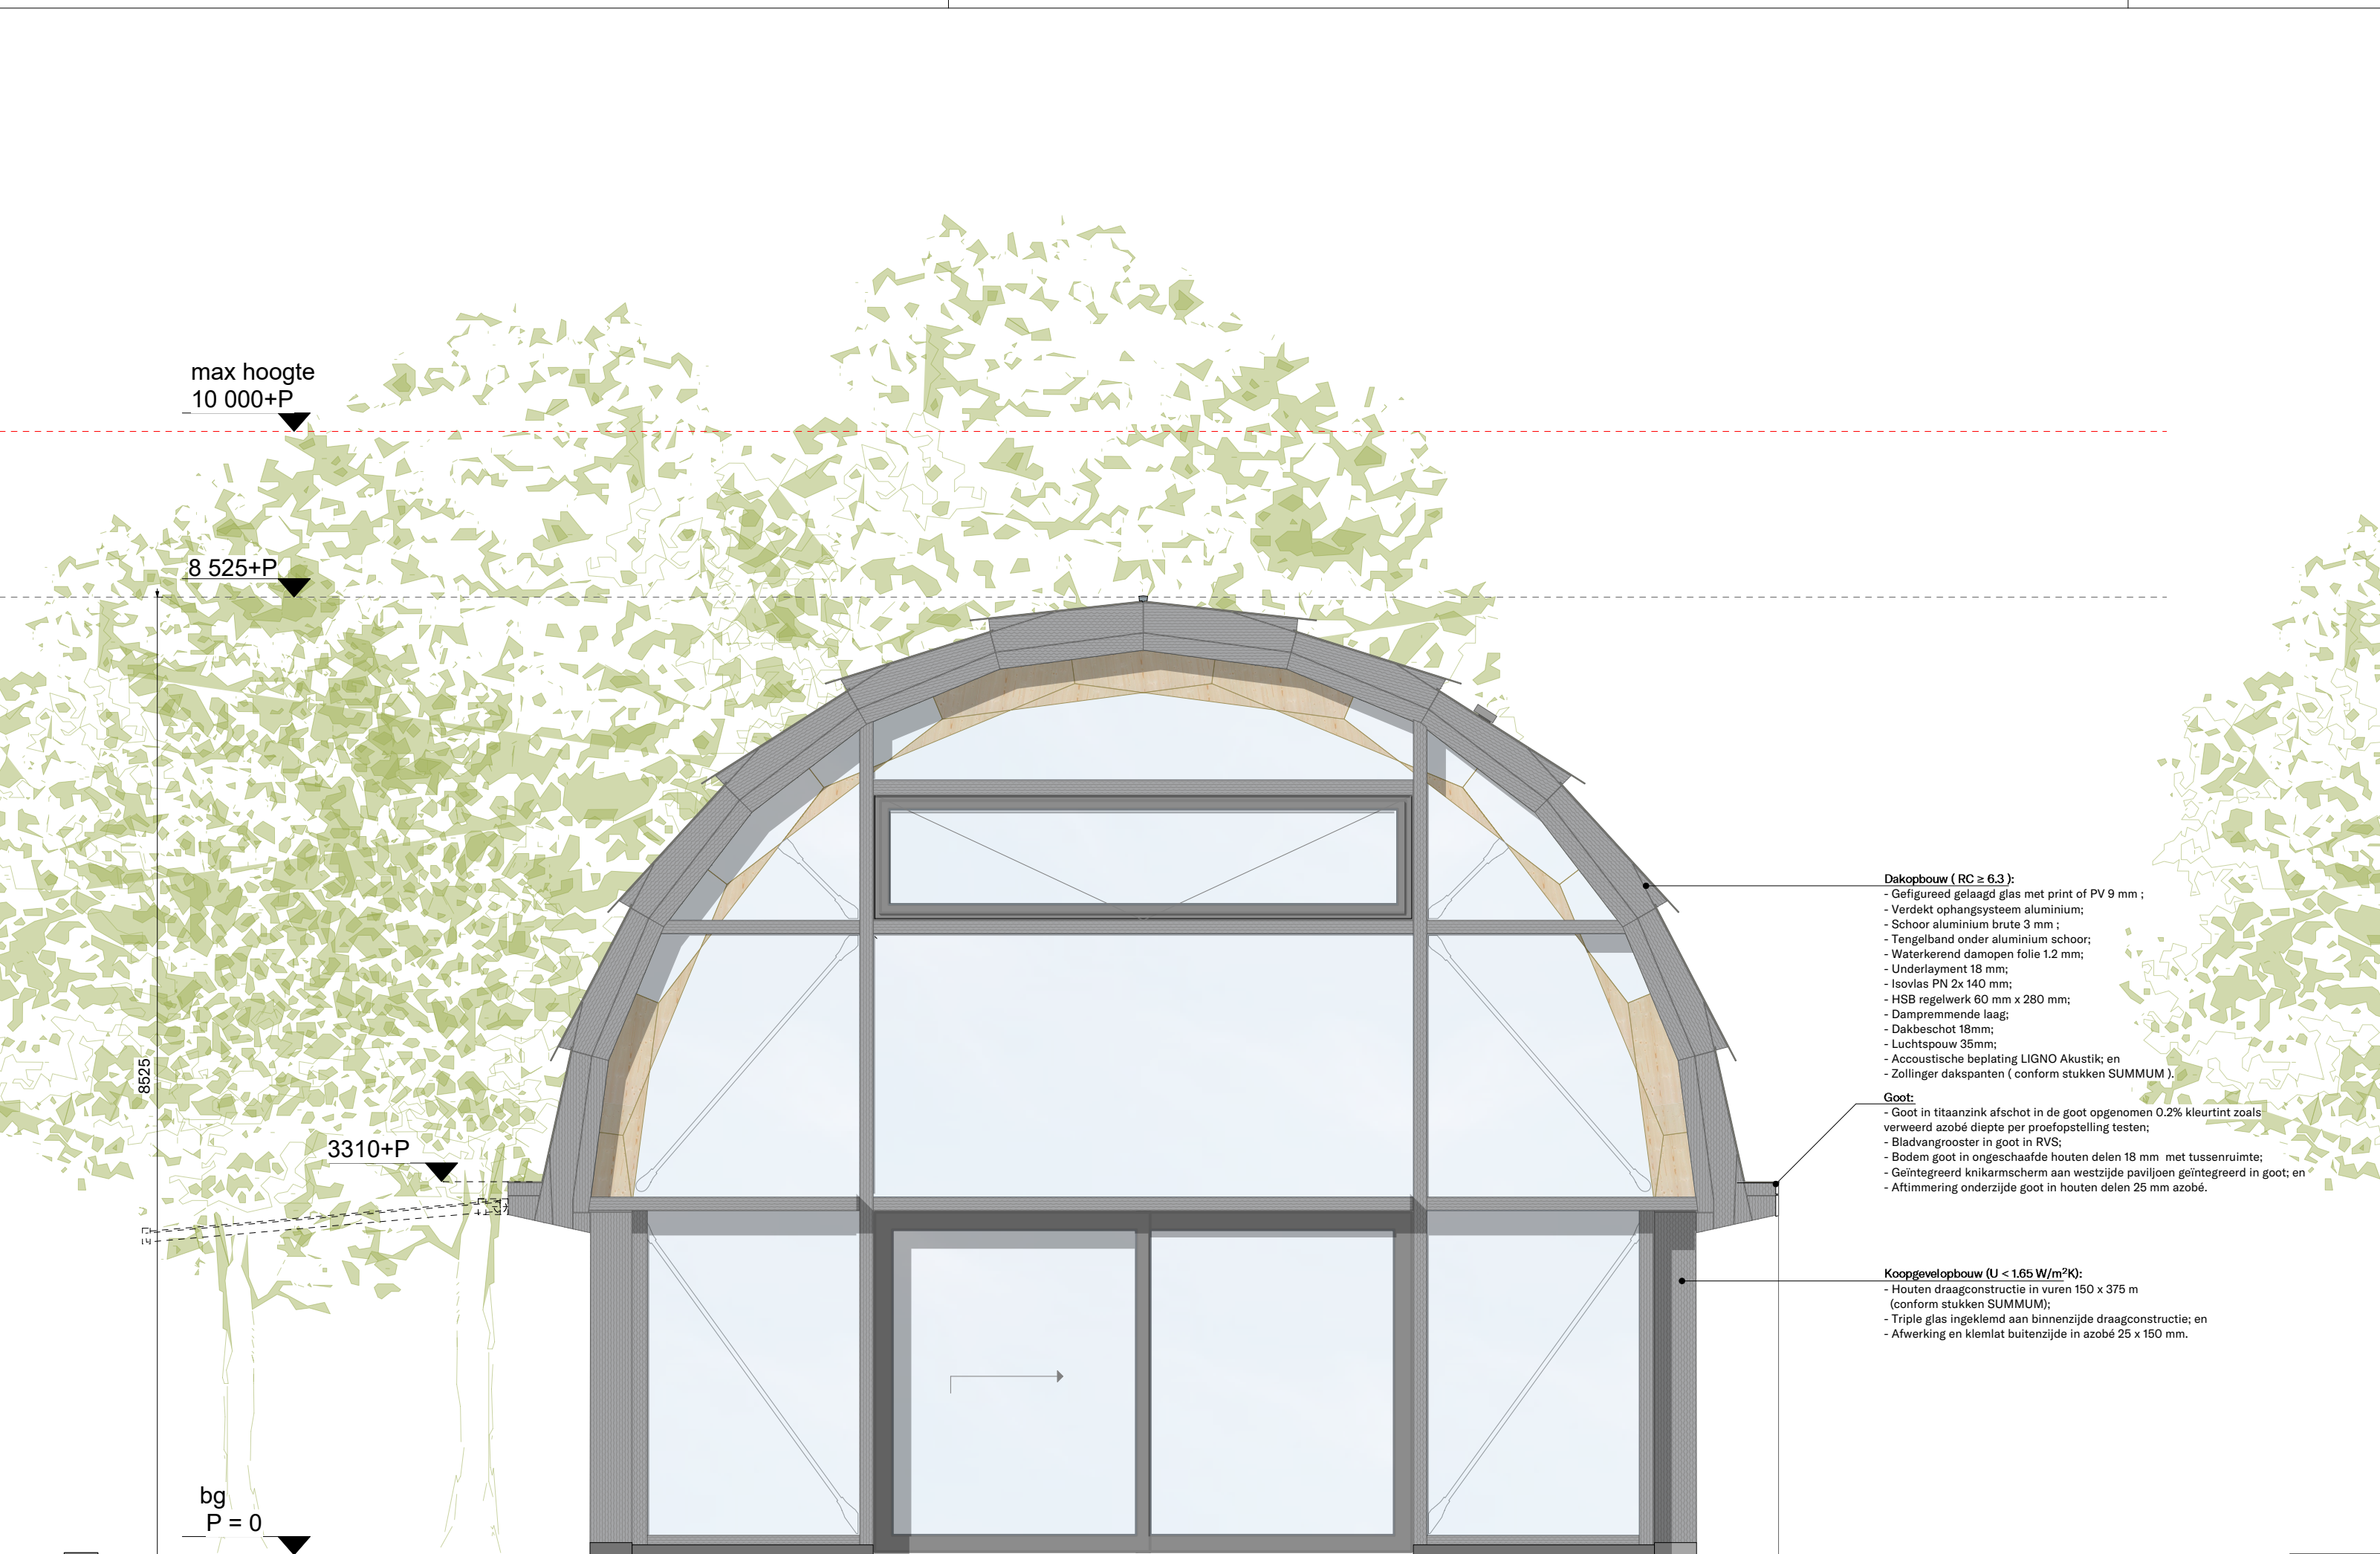 max hoogte
10 000+P
8 525+P
8525
3310+P
bg
P = 0
Dakopbouw ( RC ≥ 6.3 ):
- Gefigureed gelaagd glas met print of PV 9 mm ;
- Verdekt ophangsysteem aluminium;
- Schoor aluminium brute 3 mm ;
- Tengelband onder aluminium schoor;
- Waterkerend damopen folie 1.2 mm;
- Underlayment 18 mm;
- Isovlas PN 2x 140 mm;
- HSB regelwerk 60 mm x 280 mm;
- Dampremmende laag;
- Dakbeschot 18mm;
- Luchtspouw 35mm;
- Accoustische beplating LIGNO Akustik; en
- Zollinger dakspanten ( conform stukken SUMMUM ).
Goot:
- Goot in titaanzink afschot in de goot opgenomen 0.2% kleurtint zoals
verweerd azobé diepte per proefopstelling testen;
- Bladvangrooster in goot in RVS;
- Bodem goot in ongeschaafde houten delen 18 mm met tussenruimte;
- Geïntegreerd knikarmscherm aan westzijde paviljoen geïntegreerd in goot; en
- Aftimmering onderzijde goot in houten delen 25 mm azobé.
Koopgevelopbouw (U < 1.65 W/m²K):
- Houten draagconstructie in vuren 150 x 375 m
(conform stukken SUMMUM);
- Triple glas ingeklemd aan binnenzijde draagconstructie; en
- Afwerking en klemlat buitenzijde in azobé 25 x 150 mm.